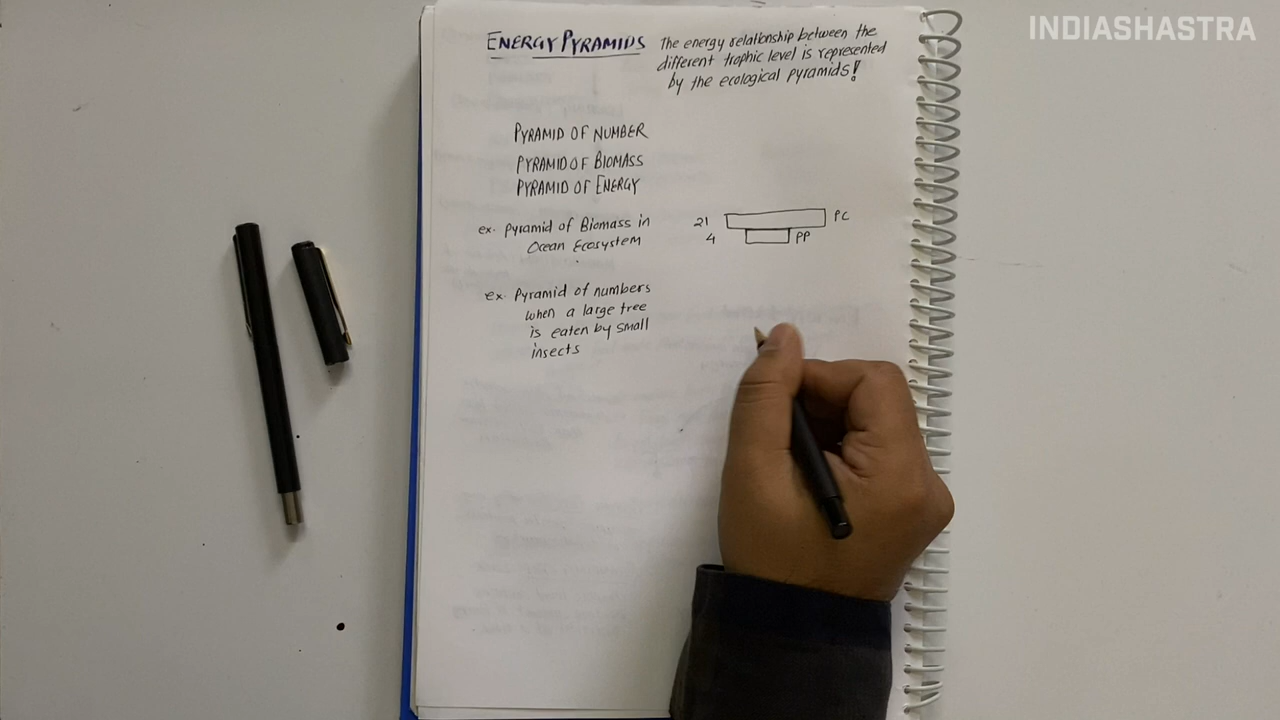 INDIASHASTRA
ENERGY PYRAMIDS
The energy relationship between the
different trophic level is represented
by the ecological pyramids!
PYRAMID OF NUMBER
PYRAMID OF BIOMASS
PYRAMID OF ENERGY
ex. Pyramid of Biomass in
Ocean Ecosystem
21 PC
4 PP
ex. Pyramid of numbers
when a large tree
is eaten by small
insects